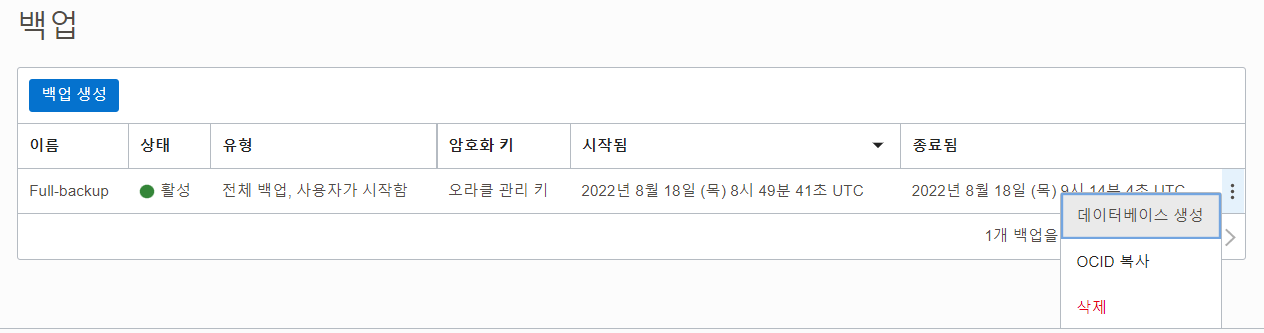 백업
백업 생성
이름 상태 유형 암호화 키 시작됨 종료됨
Full-backup 활성 전체 백업, 사용자가 시작함 오라클 관리 키 2022년 8월 18일 (목) 8시 49분 41초 UTC 2022년 8월 18일 (목) 9시 14분 4초 UTC
데이터베이스 생성
1개 백업을
OCID 복사
삭제